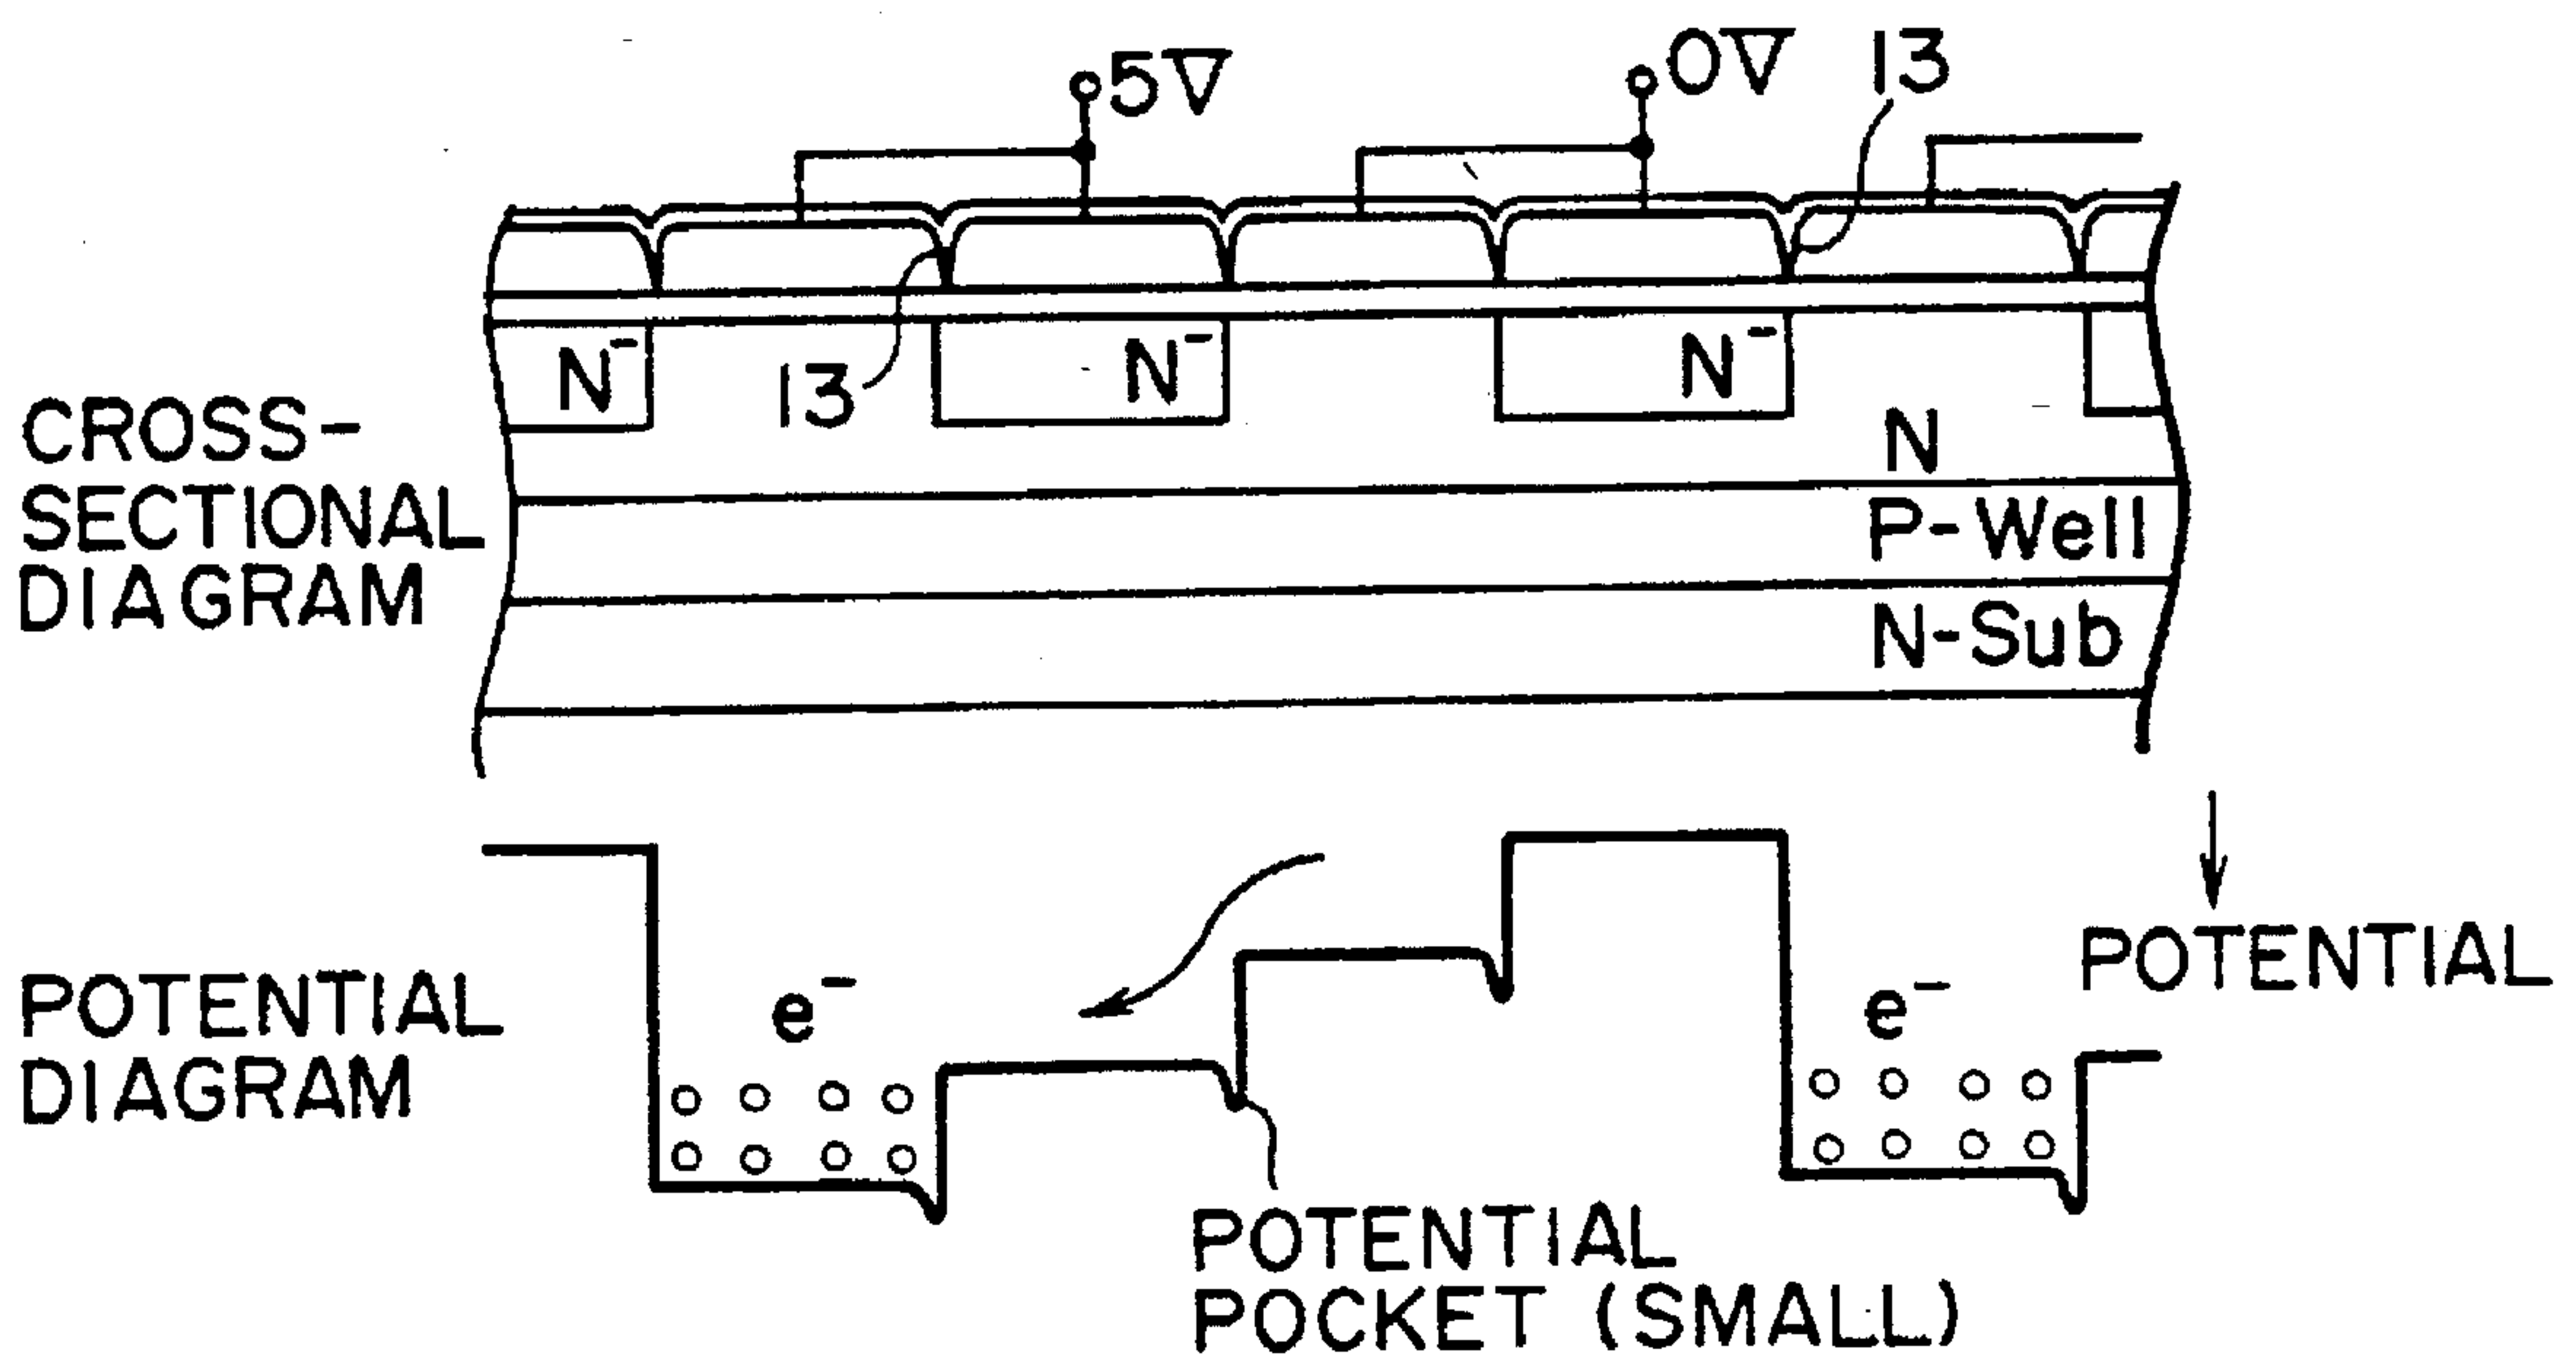 5V
0V
13
N⁻
13
N⁻
N⁻
N
P-Well
N-Sub
CROSS-
SECTIONAL
DIAGRAM
POTENTIAL
DIAGRAM
e⁻
e⁻
POTENTIAL
POTENTIAL
POCKET (SMALL)